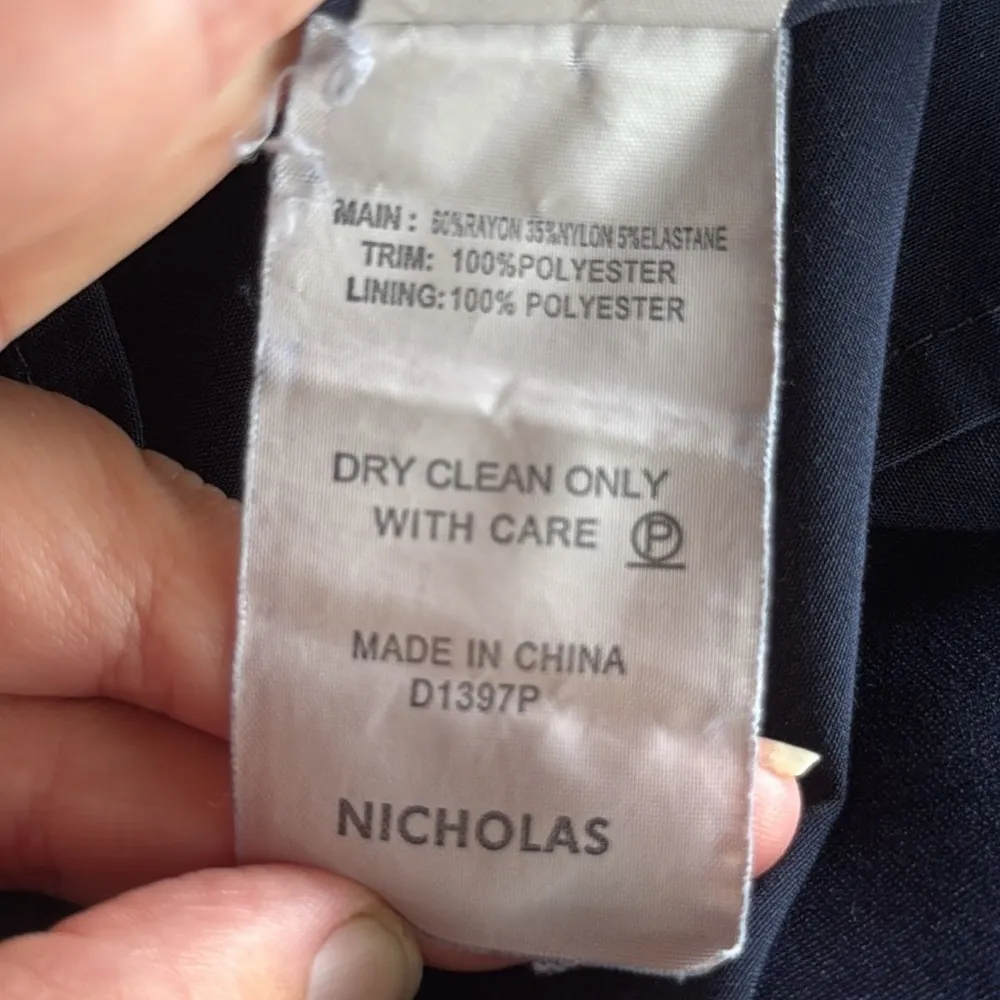 MAIN : 60%RAYON 35%NYLON 5%ELASTANE
TRIM: 100%POLYESTER
LINING:100% POLYESTER
DRY CLEAN ONLY
WITH CARE Ⓟ
MADE IN CHINA
D1397P
NICHOLAS